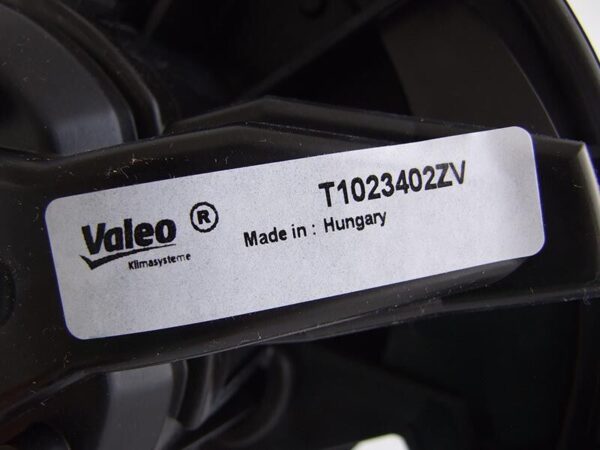 T1023402ZV
Valeo ®
Made in : Hungary
Klimasysteme